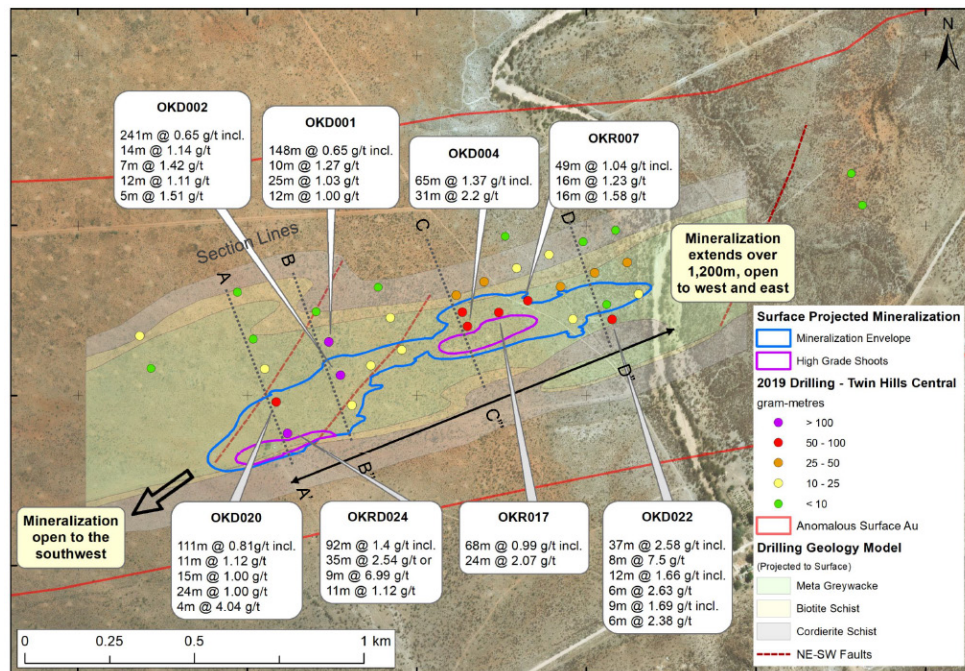 N
OKD002
241m @ 0.65 g/t incl.
14m @ 1.14 g/t
7m @ 1.42 g/t
12m @ 1.11 g/t
5m @ 1.51 g/t
OKD001
148m @ 0.65 g/t incl.
10m @ 1.27 g/t
25m @ 1.03 g/t
12m @ 1.00 g/t
OKD004
65m @ 1.37 g/t incl.
31m @ 2.2 g/t
OKR007
49m @ 1.04 g/t incl.
16m @ 1.23 g/t
16m @ 1.58 g/t
Section Lines
A
B
C
D
Mineralization
extends over
1,200m, open
to west and east
A'
B"
C'''
D"
Mineralization
open to the
southwest
OKD020
111m @ 0.81g/t incl.
11m @ 1.12 g/t
15m @ 1.00 g/t
24m @ 1.00 g/t
4m @ 4.04 g/t
OKRD024
92m @ 1.4 g/t incl.
35m @ 2.54 g/t or
9m @ 6.99 g/t
11m @ 1.12 g/t
OKR017
68m @ 0.99 g/t incl.
24m @ 2.07 g/t
OKD022
37m @ 2.58 g/t incl.
8m @ 7.5 g/t
12m @ 1.66 g/t incl.
6m @ 2.63 g/t
9m @ 1.69 g/t incl.
6m @ 2.38 g/t
Surface Projected Mineralization
Mineralization Envelope
High Grade Shoots
2019 Drilling - Twin Hills Central
gram-metres
> 100
50 - 100
25 - 50
10 - 25
< 10
Anomalous Surface Au
Drilling Geology Model
(Projected to Surface)
Meta Greywacke
Biotite Schist
Cordierite Schist
NE-SW Faults
0 0.25 0.5 1 km